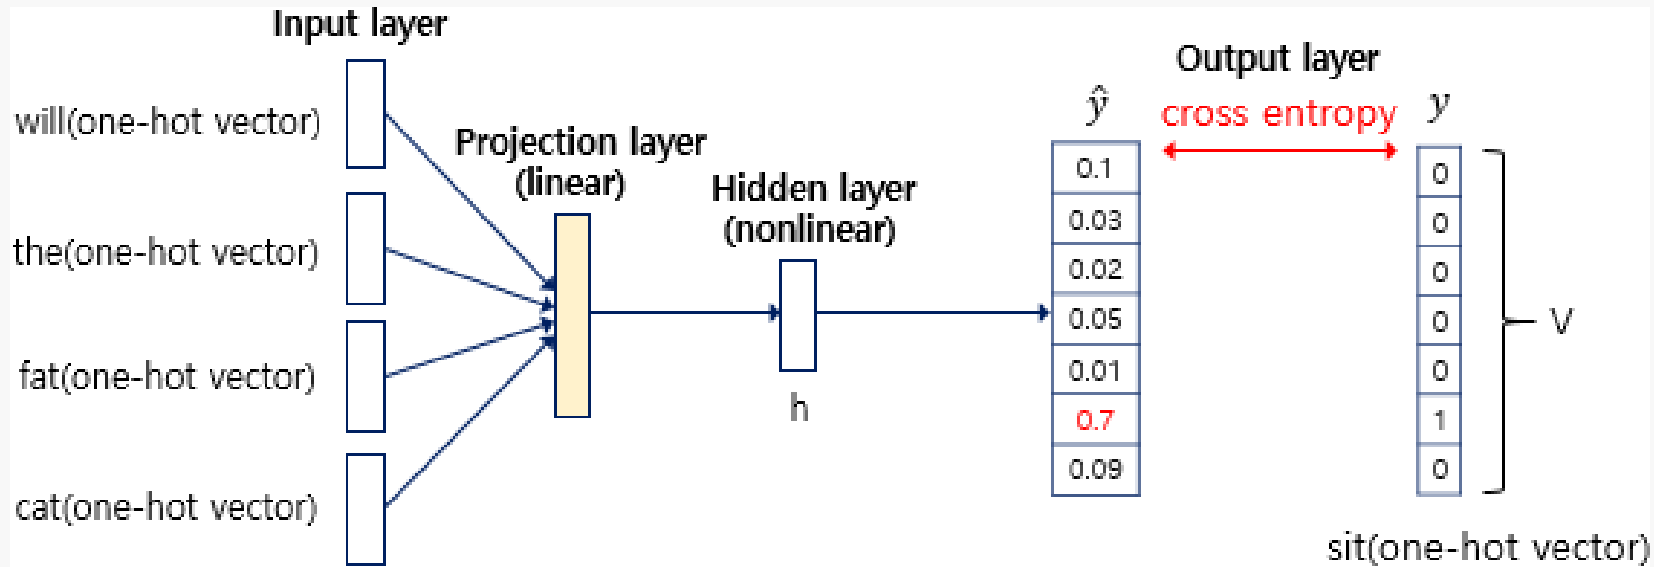 Input layer
will(one-hot vector)
the(one-hot vector)
fat(one-hot vector)
cat(one-hot vector)
Projection layer
(linear)
Hidden layer
(nonlinear)
h
Output layer
ŷ
cross entropy
y
0.1
0.03
0.02
0.05
0.01
0.7
0.09
0
0
0
0
0
1
0
V
sit(one-hot vector)